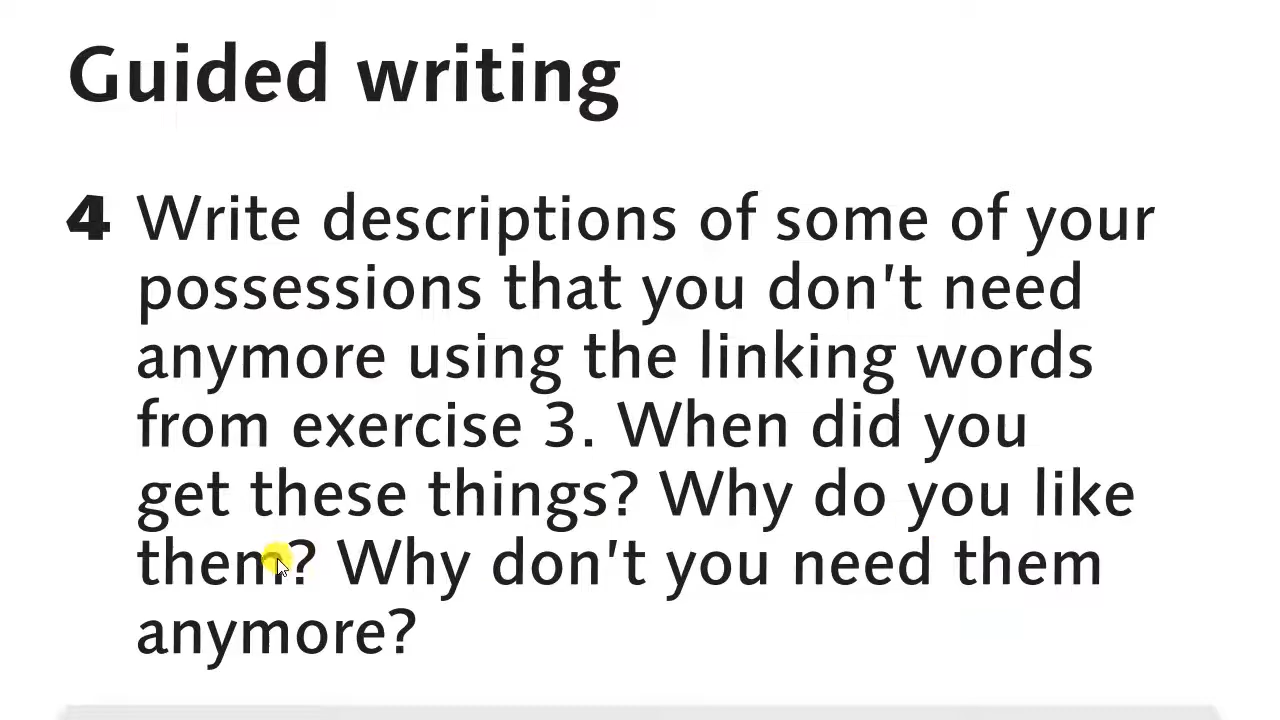 Guided writing
4 Write descriptions of some of your
possessions that you don't need
anymore using the linking words
from exercise 3. When did you
get these things? Why do you like
them? Why don't you need them
anymore?